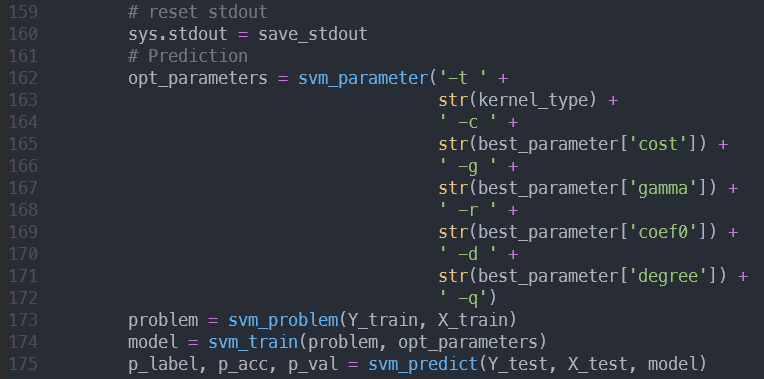 159         # reset stdout
160         sys.stdout = save_stdout
161         # Prediction
162         opt_parameters = svm_parameter('-t ' +
163                                        str(kernel_type) +
164                                        ' -c ' +
165                                        str(best_parameter['cost']) +
166                                        ' -g ' +
167                                        str(best_parameter['gamma']) +
168                                        ' -r ' +
169                                        str(best_parameter['coef0']) +
170                                        ' -d ' +
171                                        str(best_parameter['degree']) +
172                                        ' -q')
173         problem = svm_problem(Y_train, X_train)
174         model = svm_train(problem, opt_parameters)
175         p_label, p_acc, p_val = svm_predict(Y_test, X_test, model)